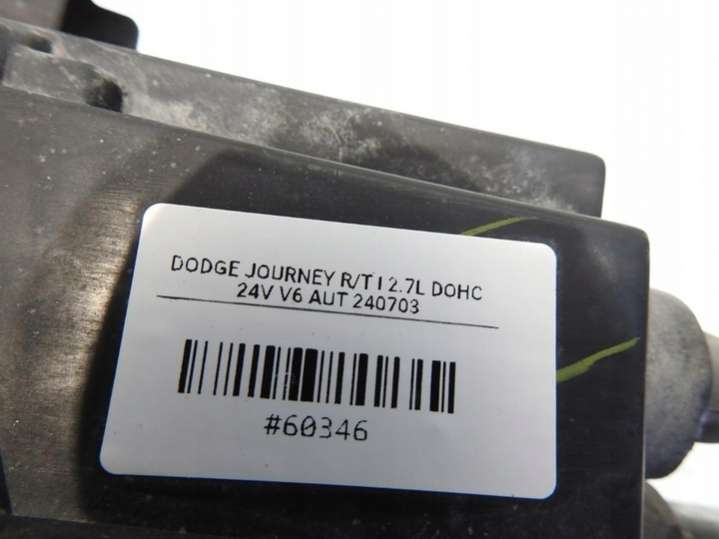 DODGE JOURNEY R/T I 2.7L DOHC
24V V6 AUT 240703
#60346